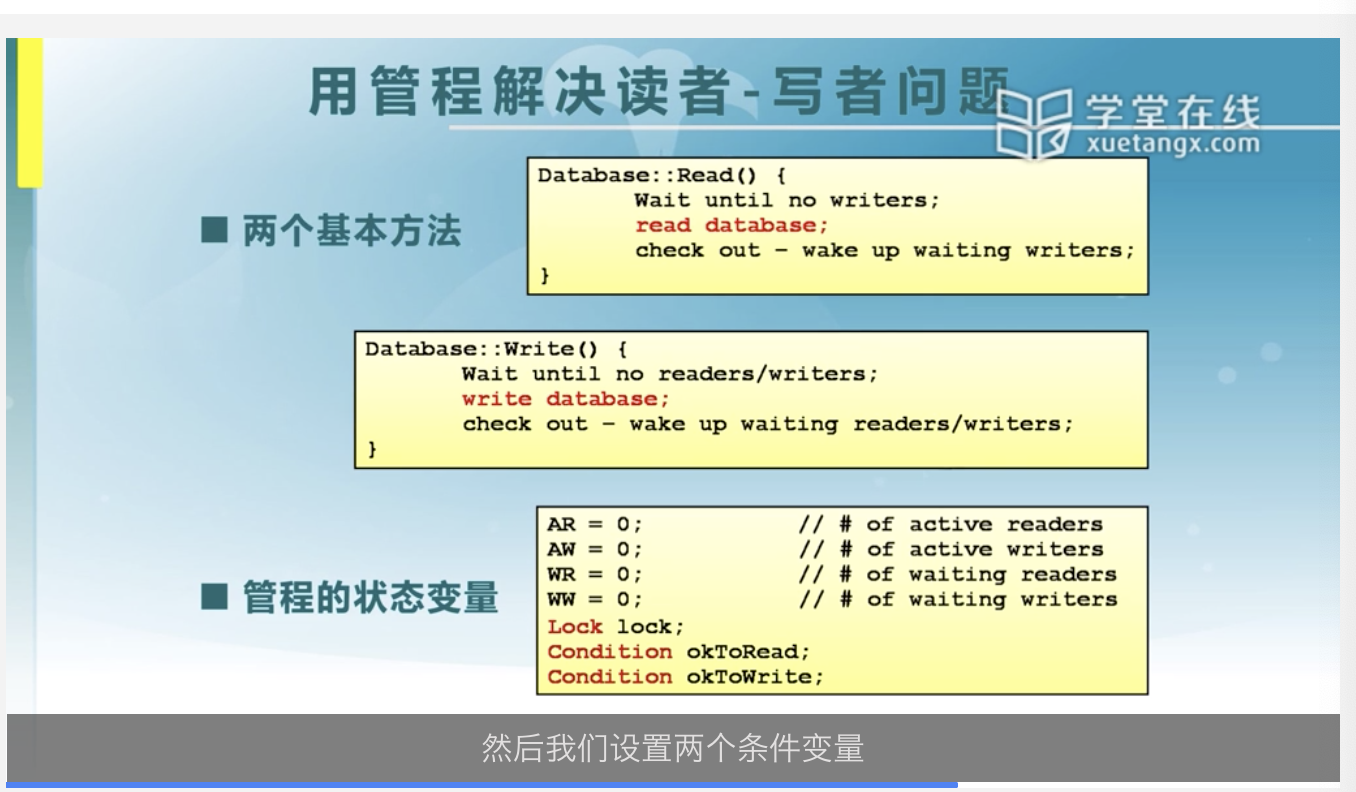 用管程解决读者-写者问题
学堂在线
xuetangx.com
■ 两个基本方法
Database::Read() {
Wait until no writers;
read database;
check out – wake up waiting writers;
}
Database::Write() {
Wait until no readers/writers;
write database;
check out – wake up waiting readers/writers;
}
■ 管程的状态变量
AR = 0; // # of active readers
AW = 0; // # of active writers
WR = 0; // # of waiting readers
WW = 0; // # of waiting writers
Lock lock;
Condition okToRead;
Condition okToWrite;
然后我们设置两个条件变量